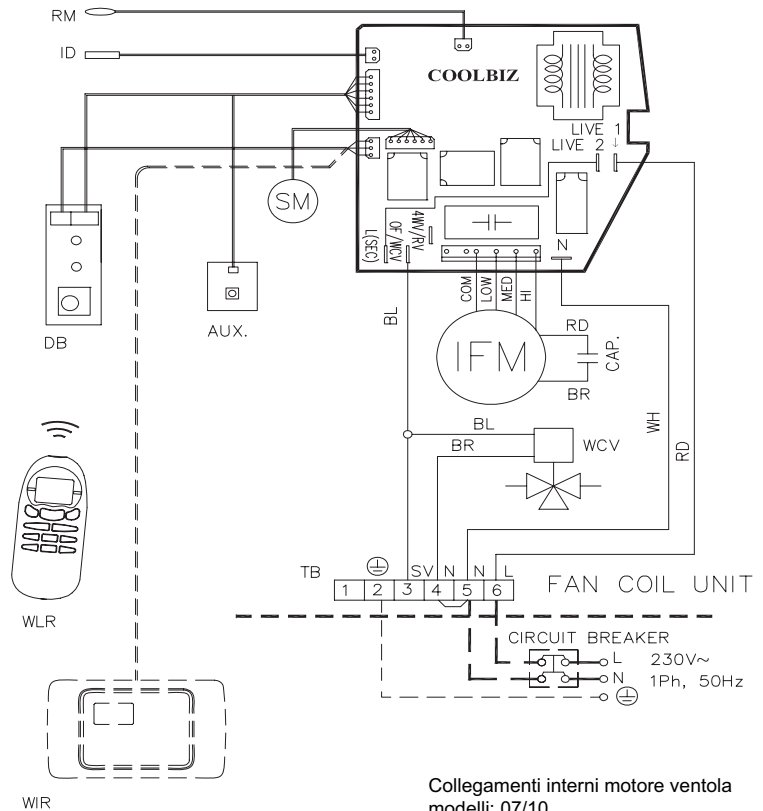 RM
ID
COOLBIZ
LIVE 1
LIVE 2
SM
L(SEC)
OF/WCV
4WV/RV
N
COM
LOW
MED
HI
DB
AUX.
BL
IFM
RD
CAP.
BR
WH
RD
BL
BR
WCV
WLR
TB
SV N N L
1 2 3 4 5 6
FAN COIL UNIT
CIRCUIT BREAKER
L 230V~
N 1Ph, 50Hz
WIR
Collegamenti interni motore ventola
modelli: 07/10